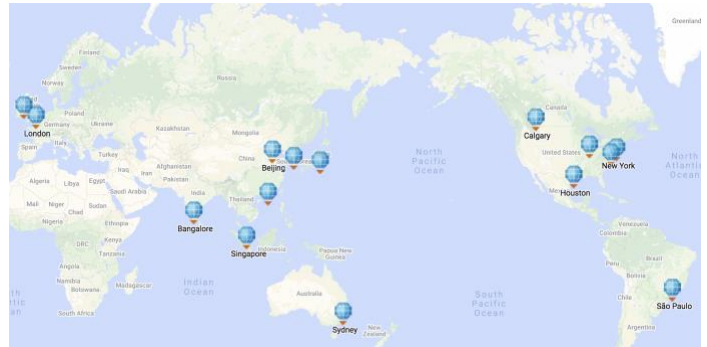 Greenland
Finland
Sweden
Russia
Norway
Canada
Calgary
London
Poland
Germany
Ukraine
Kazakhstan
Mongolia
North
Pacific
Ocean
United States
New York
North
Atlantic
Ocean
Spain
Italy
Turkey
China
Beijing
Iraq
Iran
Afghanistan
Pakistan
Algeria
Libya
Egypt
Saudi Arabia
India
Thailand
Houston
Mali
Niger
Chad
Sudan
Nigeria
Ethiopia
Bangalore
Venezuela
Colombia
DRC
Kenya
Tanzania
Singapore
Indonesia
Papua New
Guinea
Peru
Brazil
Bolivia
Angola
Namibia
Botswana
Madagascar
Indian
Ocean
Australia
South
Pacific
Ocean
Chile
São Paulo
South Africa
Sydney
New
Zealand
Argentina